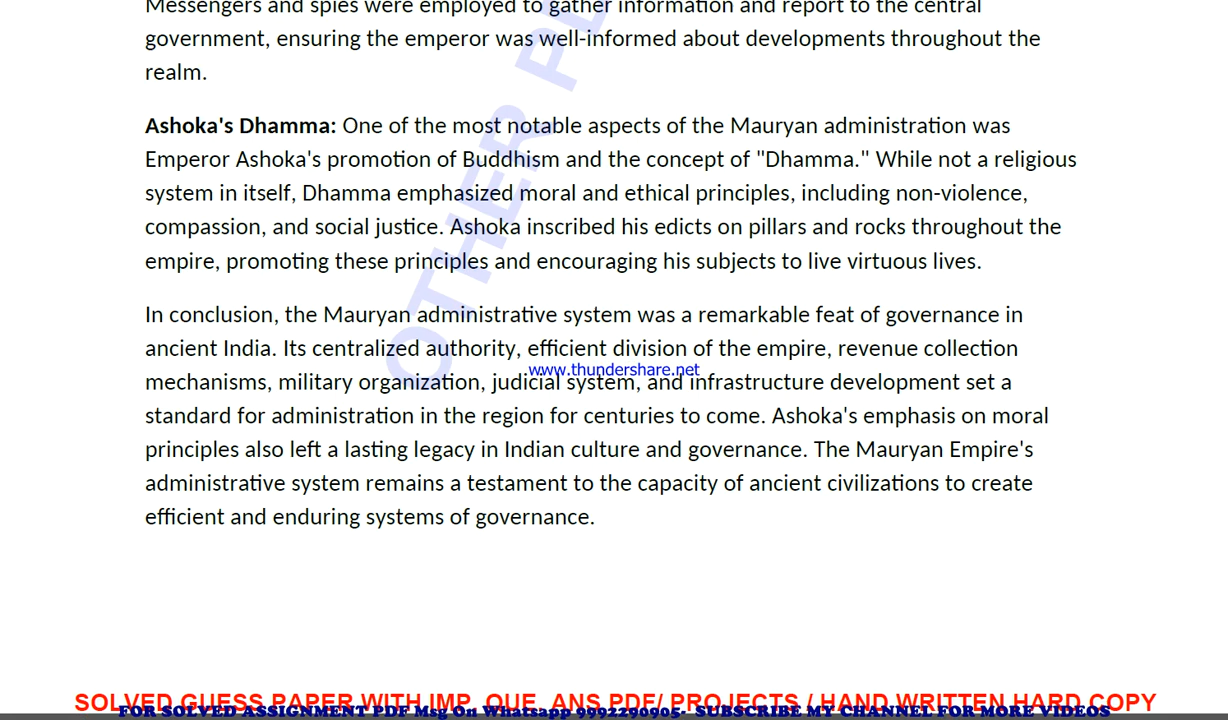 Messengers and spies were employed to gather information and report to the central
government, ensuring the emperor was well-informed about developments throughout the
realm.
Ashoka's Dhamma: One of the most notable aspects of the Mauryan administration was
Emperor Ashoka's promotion of Buddhism and the concept of "Dhamma." While not a religious
system in itself, Dhamma emphasized moral and ethical principles, including non-violence,
compassion, and social justice. Ashoka inscribed his edicts on pillars and rocks throughout the
empire, promoting these principles and encouraging his subjects to live virtuous lives.
In conclusion, the Mauryan administrative system was a remarkable feat of governance in
ancient India. Its centralized authority, efficient division of the empire, revenue collection
www.thundershare.net
mechanisms, military organization, judicial system, and infrastructure development set a
standard for administration in the region for centuries to come. Ashoka's emphasis on moral
principles also left a lasting legacy in Indian culture and governance. The Mauryan Empire's
administrative system remains a testament to the capacity of ancient civilizations to create
efficient and enduring systems of governance.
OTHER
SOLVED GUESS PAPER WITH IMP. QUE. ANS PDF/ PROJECTS / HAND WRITTEN HARD COPY
FOR SOLVED ASSIGNMENT PDF Msg On Whatsapp 9992290905- SUBSCRIBE MY CHANNEL FOR MORE VIDEOS